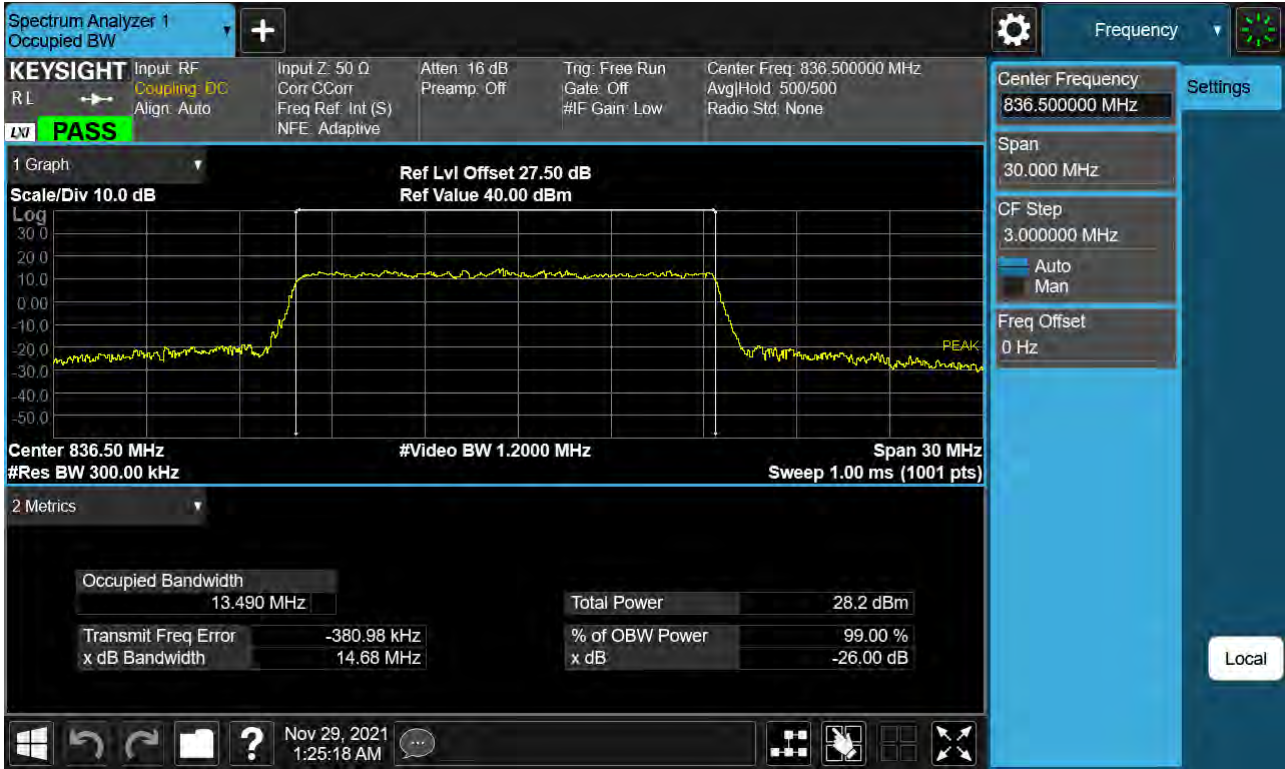 Spectrum Analyzer 1
Occupied BW
+
Frequency
KEYSIGHT
RL
LXI
PASS
Input: RF
Coupling: DC
Align: Auto
Input Z: 50 Ω
Corr CCorr
Freq Ref: Int (S)
NFE: Adaptive
Atten: 16 dB
Preamp: Off
Trig: Free Run
Gate: Off
#IF Gain: Low
Center Freq: 836.500000 MHz
Avg|Hold: 500/500
Radio Std: None
Center Frequency
836.500000 MHz
Settings
Span
30.000 MHz
CF Step
3.000000 MHz
Auto
Man
Freq Offset
0 Hz
1 Graph
Scale/Div 10.0 dB
Ref Lvl Offset 27.50 dB
Ref Value 40.00 dBm
Log
30.0
20.0
10.0
0.00
-10.0
-20.0
-30.0
-40.0
-50.0
PEAK
Center 836.50 MHz
#Video BW 1.2000 MHz
Span 30 MHz
#Res BW 300.00 kHz
Sweep 1.00 ms (1001 pts)
2 Metrics
Occupied Bandwidth
13.490 MHz
Total Power 28.2 dBm
Transmit Freq Error -380.98 kHz
% of OBW Power 99.00 %
x dB Bandwidth 14.68 MHz
x dB -26.00 dB
Local
?
Nov 29, 2021
1:25:18 AM